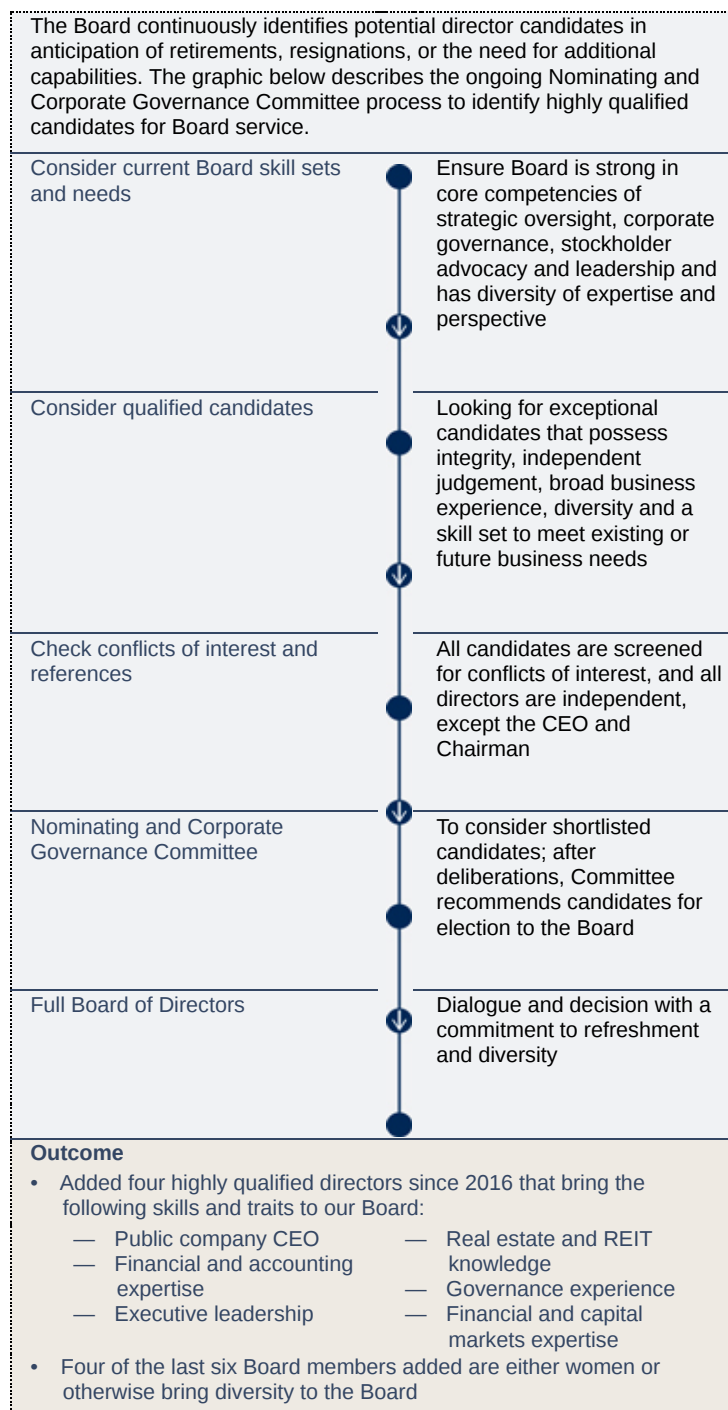 The Board continuously identifies potential director candidates in
anticipation of retirements, resignations, or the need for additional
capabilities. The graphic below describes the ongoing Nominating and
Corporate Governance Committee process to identify highly qualified
candidates for Board service.
Consider current Board skill sets
and needs
Ensure Board is strong in
core competencies of
strategic oversight, corporate
governance, stockholder
advocacy and leadership and
has diversity of expertise and
perspective
Consider qualified candidates
Looking for exceptional
candidates that possess
integrity, independent
judgement, broad business
experience, diversity and a
skill set to meet existing or
future business needs
Check conflicts of interest and
references
All candidates are screened
for conflicts of interest, and all
directors are independent,
except the CEO and
Chairman
Nominating and Corporate
Governance Committee
To consider shortlisted
candidates; after
deliberations, Committee
recommends candidates for
election to the Board
Full Board of Directors
Dialogue and decision with a
commitment to refreshment
and diversity
Outcome
• Added four highly qualified directors since 2016 that bring the
following skills and traits to our Board:
— Public company CEO
— Financial and accounting
expertise
— Executive leadership
— Real estate and REIT
knowledge
— Governance experience
— Financial and capital
markets expertise
• Four of the last six Board members added are either women or
otherwise bring diversity to the Board